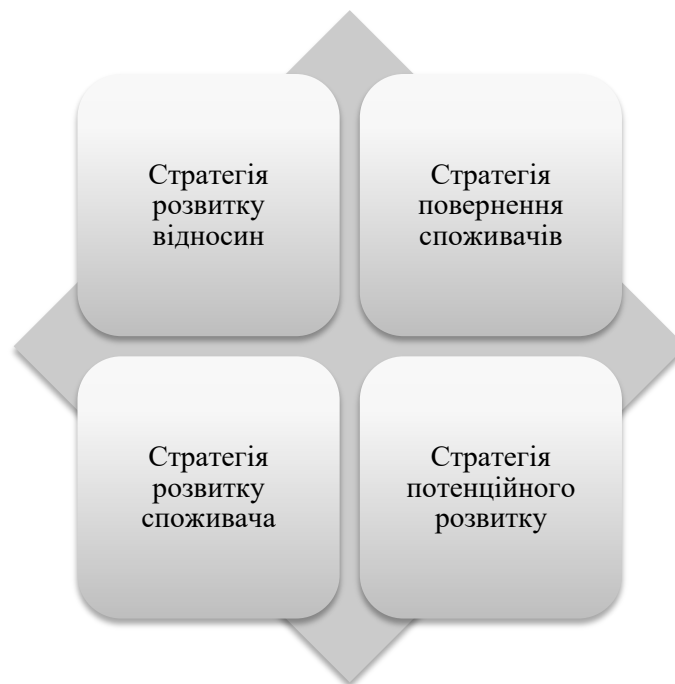 Стратегія
розвитку
відносин
Стратегія
повернення
споживачів
Стратегія
розвитку
споживача
Стратегія
потенційного
розвитку